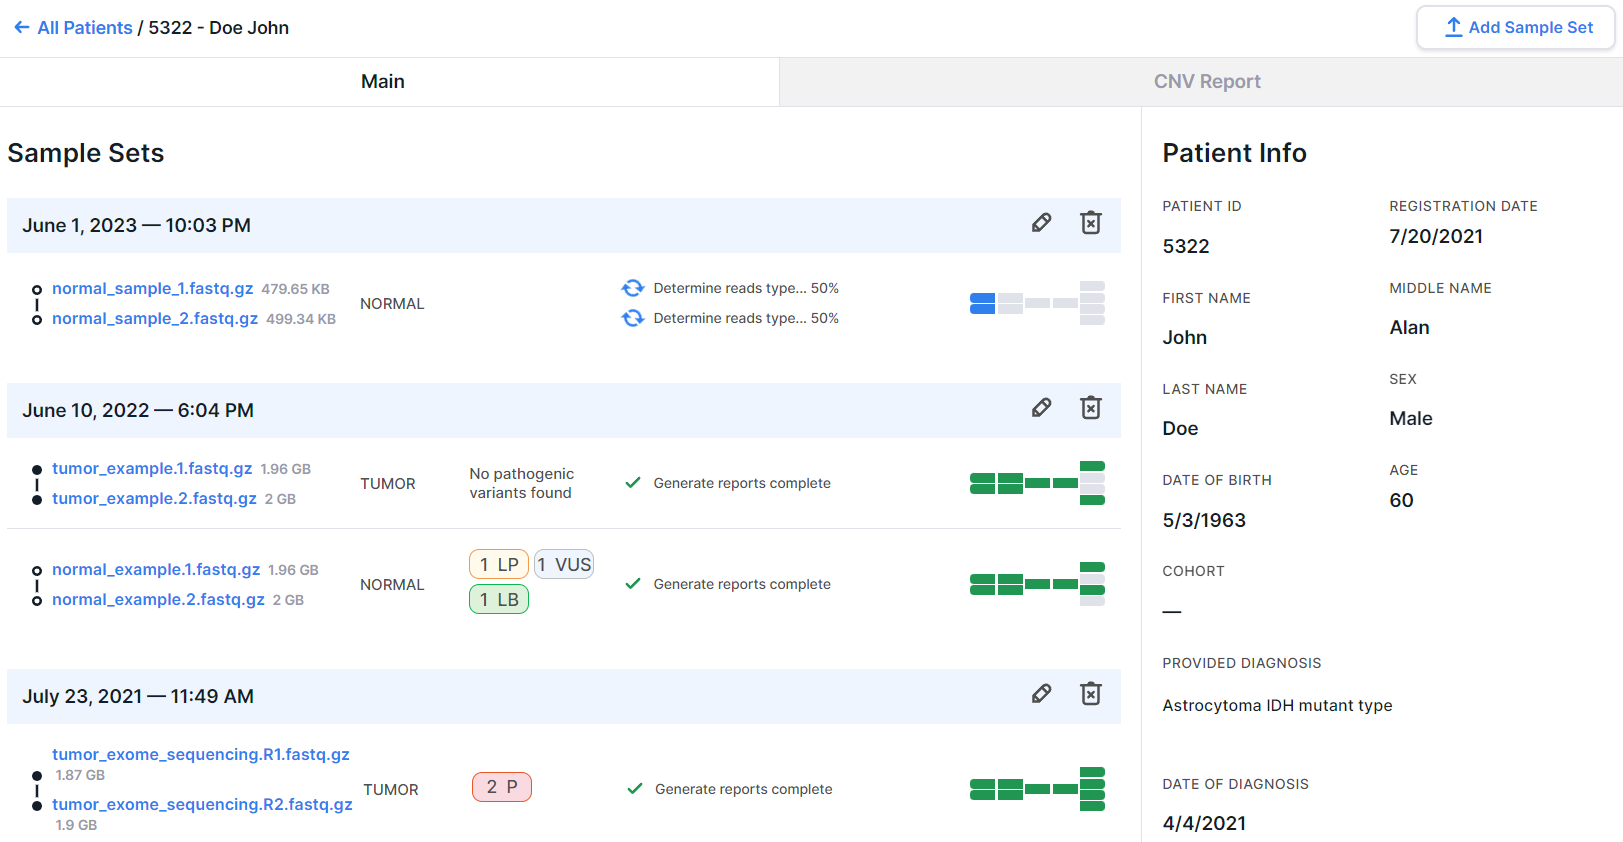 ← All Patients / 5322 - Doe John
Add Sample Set
Main
CNV Report
Sample Sets
June 1, 2023 — 10:03 PM
normal_sample_1.fastq.gz 479.65 KB
normal_sample_2.fastq.gz 499.34 KB
NORMAL
Determine reads type... 50%
Determine reads type... 50%
June 10, 2022 — 6:04 PM
tumor_example.1.fastq.gz 1.96 GB
tumor_example.2.fastq.gz 2 GB
TUMOR
No pathogenic
variants found
Generate reports complete
normal_example.1.fastq.gz 1.96 GB
normal_example.2.fastq.gz 2 GB
NORMAL
1 LP
1 VUS
1 LB
Generate reports complete
July 23, 2021 — 11:49 AM
tumor_exome_sequencing.R1.fastq.gz
1.87 GB
tumor_exome_sequencing.R2.fastq.gz
1.9 GB
TUMOR
2 P
Generate reports complete
Patient Info
PATIENT ID
5322
REGISTRATION DATE
7/20/2021
FIRST NAME
John
MIDDLE NAME
Alan
LAST NAME
Doe
SEX
Male
DATE OF BIRTH
5/3/1963
AGE
60
COHORT
—
PROVIDED DIAGNOSIS
Astrocytoma IDH mutant type
DATE OF DIAGNOSIS
4/4/2021